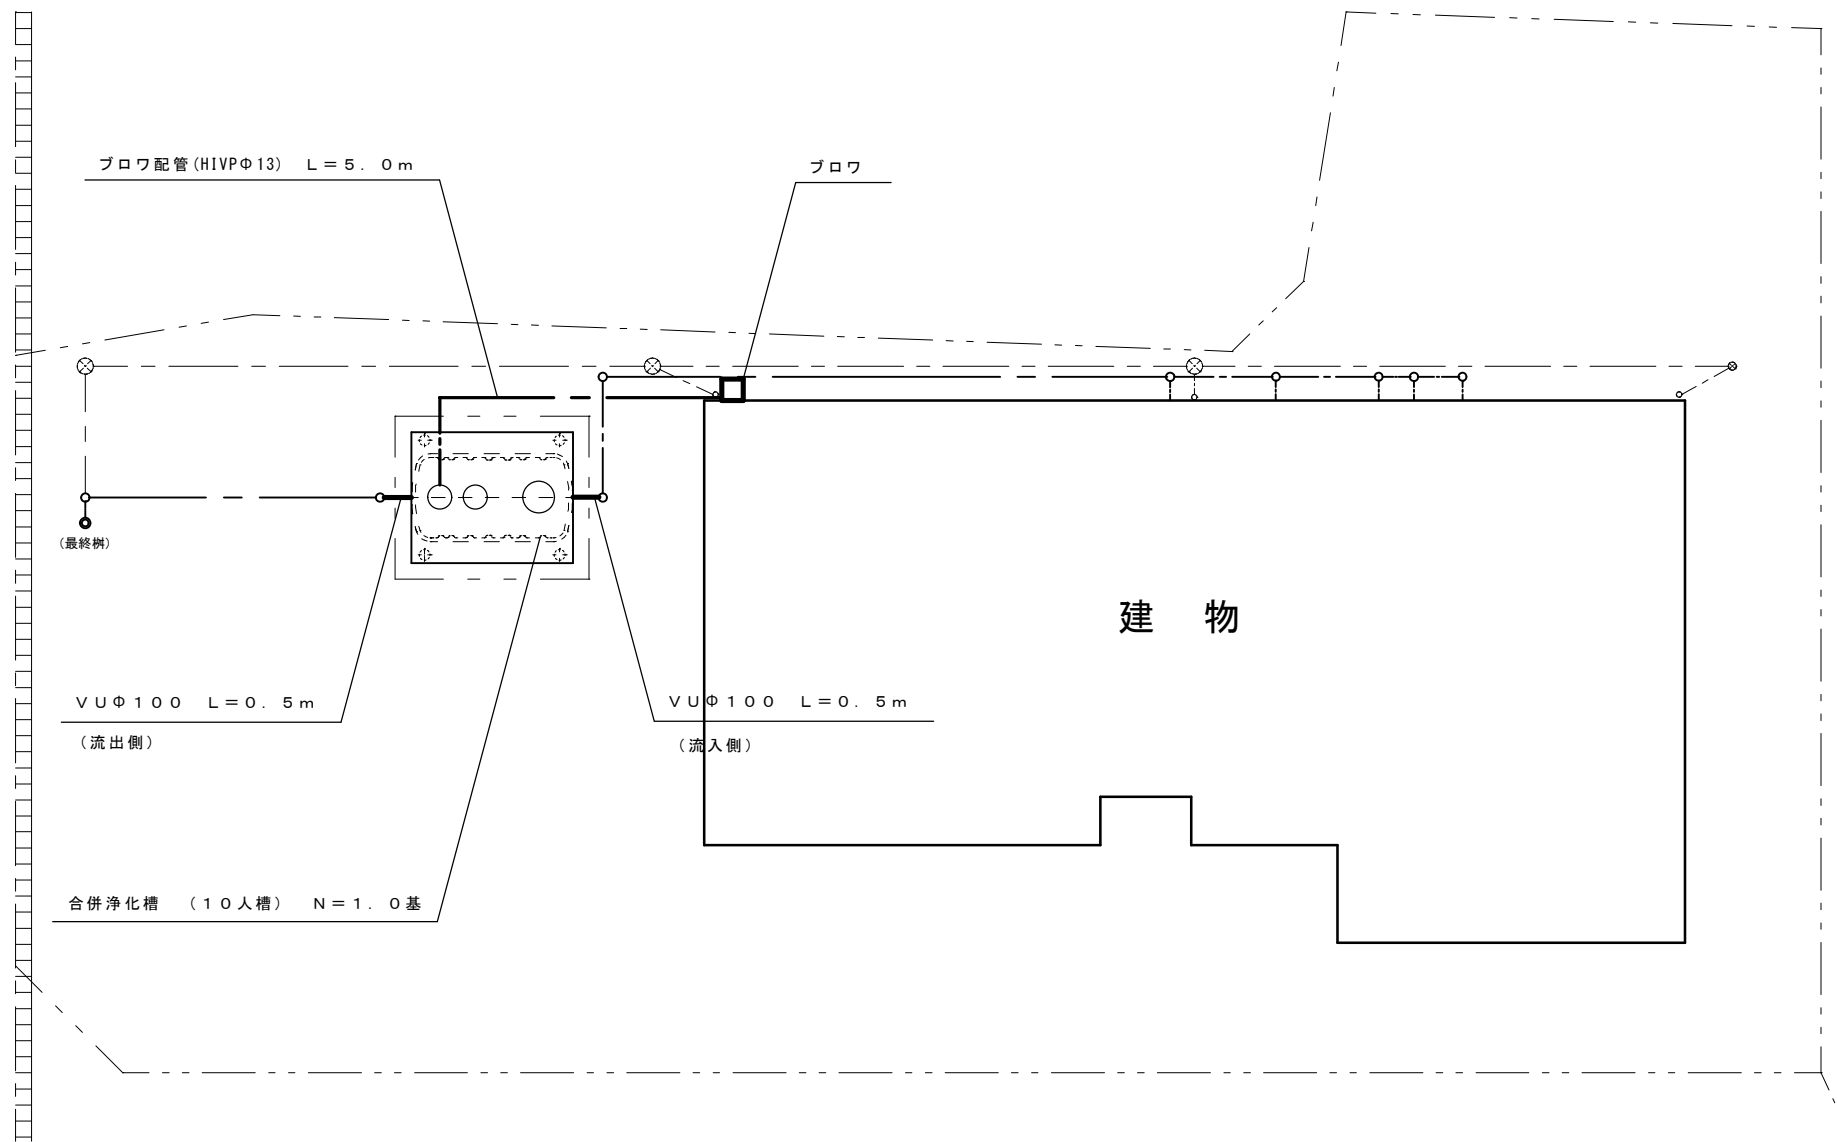 ブロワ配管(HIVPΦ13) L=5.0m
ブロワ
(最終桝)
建物
VUΦ100 L=0.5m
(流出側)
VUΦ100 L=0.5m
(流入側)
合併浄化槽 (10人槽) N=1.0基